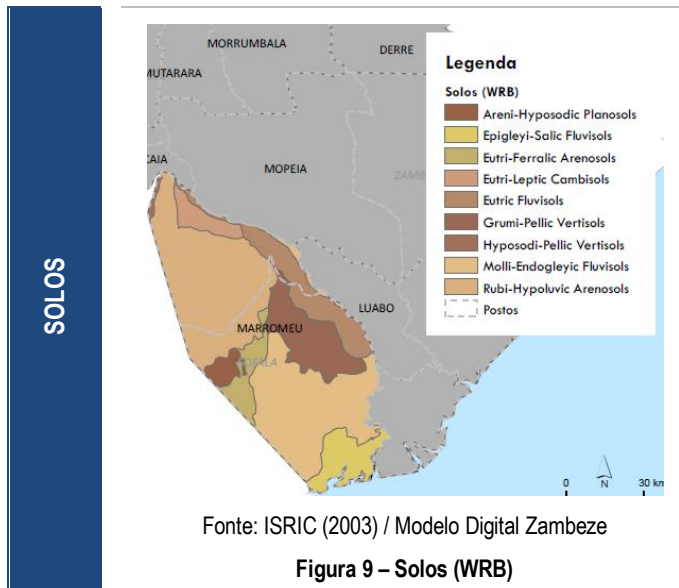 SOLOS
MORRUMBALA
DERRE
MUTARARA
CAIA
MOPEIA
ZAMB
LUABO
MARROMEU
Legenda
Solos (WRB)
Areni-Hyposodic Planosols
Epigleyi-Salic Fluvisols
Eutri-Ferralic Arenosols
Eutri-Leptic Cambisols
Eutric Fluvisols
Grumi-Pellic Vertisols
Hyposodi-Pellic Vertisols
Molli-Endogleyic Fluvisols
Rubi-Hypoluvic Arenosols
Postos
0 N 30 km
Fonte: ISRIC (2003) / Modelo Digital Zambeze
Figura 9 – Solos (WRB)